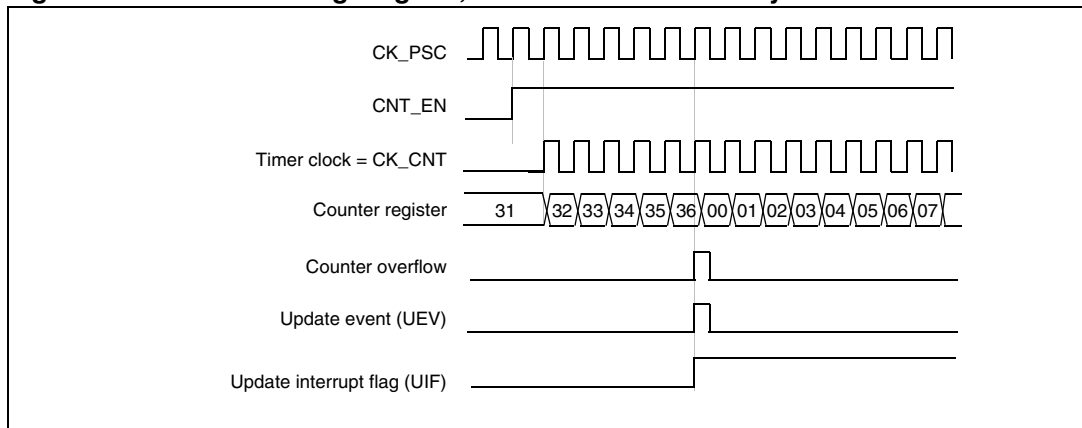 CK_PSC
CNT_EN
Timer clock = CK_CNT
Counter register 31 32 33 34 35 36 00 01 02 03 04 05 06 07
Counter overflow
Update event (UEV)
Update interrupt flag (UIF)